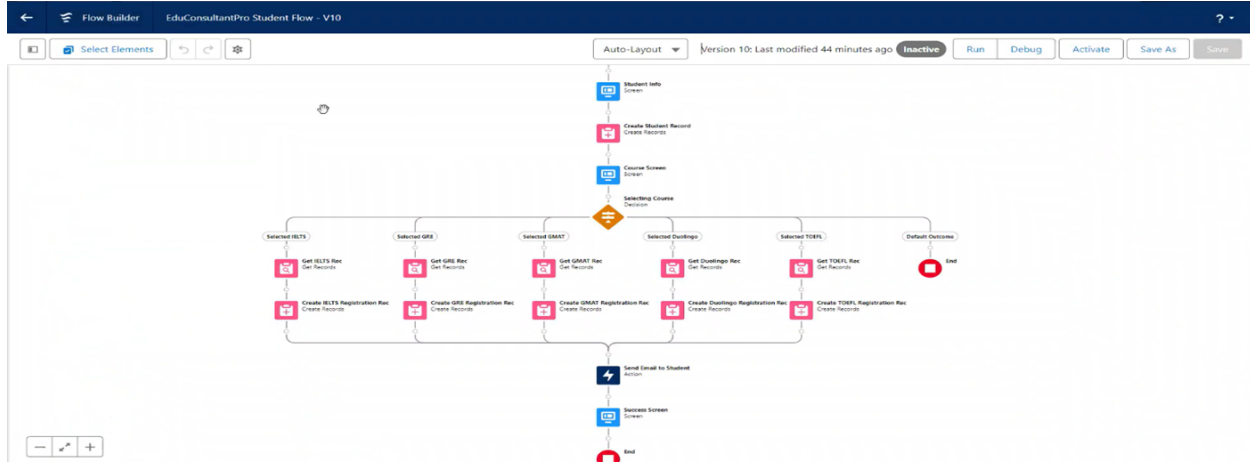 Flow Builder
EduConsultantPro Student Flow - V10
?
Select Elements
Auto-Layout
Version 10: Last modified 44 minutes ago
Inactive
Run
Debug
Activate
Save As
Save
Student Info
Screen
Create Student Record
Create Records
Course Screen
Screen
Selecting Course
Decision
Selected IELTS
Selected GRE
Selected GMAT
Selected Duolingo
Selected TOEFL
Default Outcome
Get IELTS Rec
Get Records
Get GRE Rec
Get Records
Get GMAT Rec
Get Records
Get Duolingo Rec
Get Records
Get TOEFL Rec
Get Records
End
Create IELTS Registration Rec
Create Records
Create GRE Registration Rec
Create Records
Create GMAT Registration Rec
Create Records
Create Duolingo Registration Rec
Create Records
Create TOEFL Registration Rec
Create Records
Send Email to Student
Action
Success Screen
Screen
End